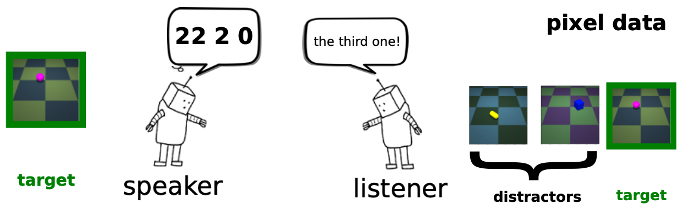 pixel data
22 2 0
the third one!
target
speaker
listener
distractors
target